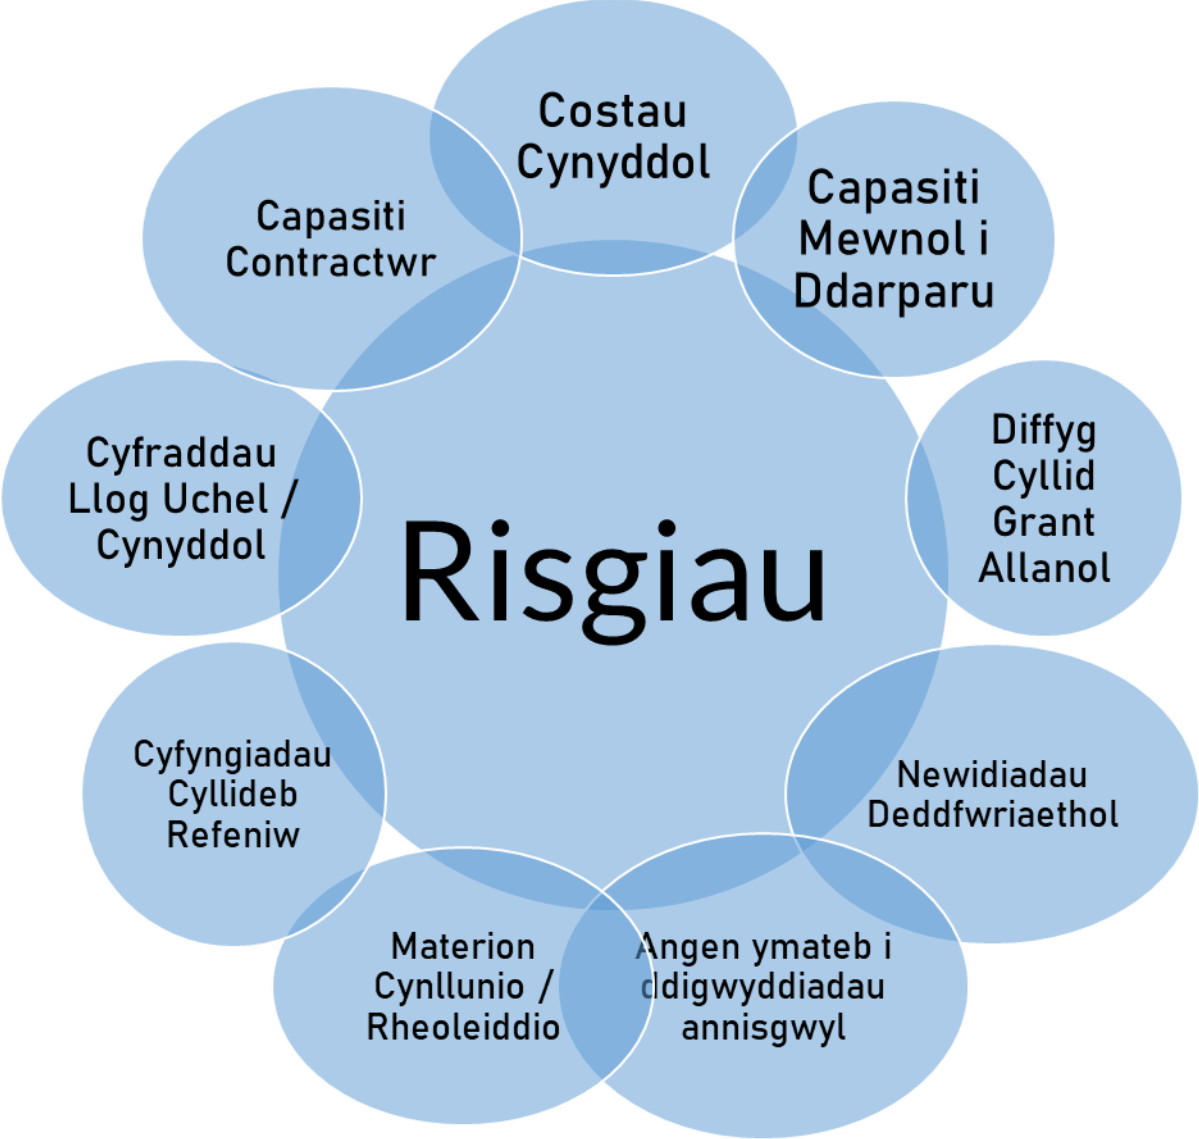 Costau
Cynyddol
Capasiti
Mewnol i
Ddarparu
Diffyg
Cyllid
Grant
Allanol
Newidiadau
Deddfwriaethol
Angen ymateb i
ddigwyddiadau
annisgwyl
Materion
Cynllunio /
Rheoleiddio
Cyfyngiadau
Cyllideb
Refeniw
Cyfraddau
Llog Uchel /
Cynyddol
Capasiti
Contractwr
Risgiau